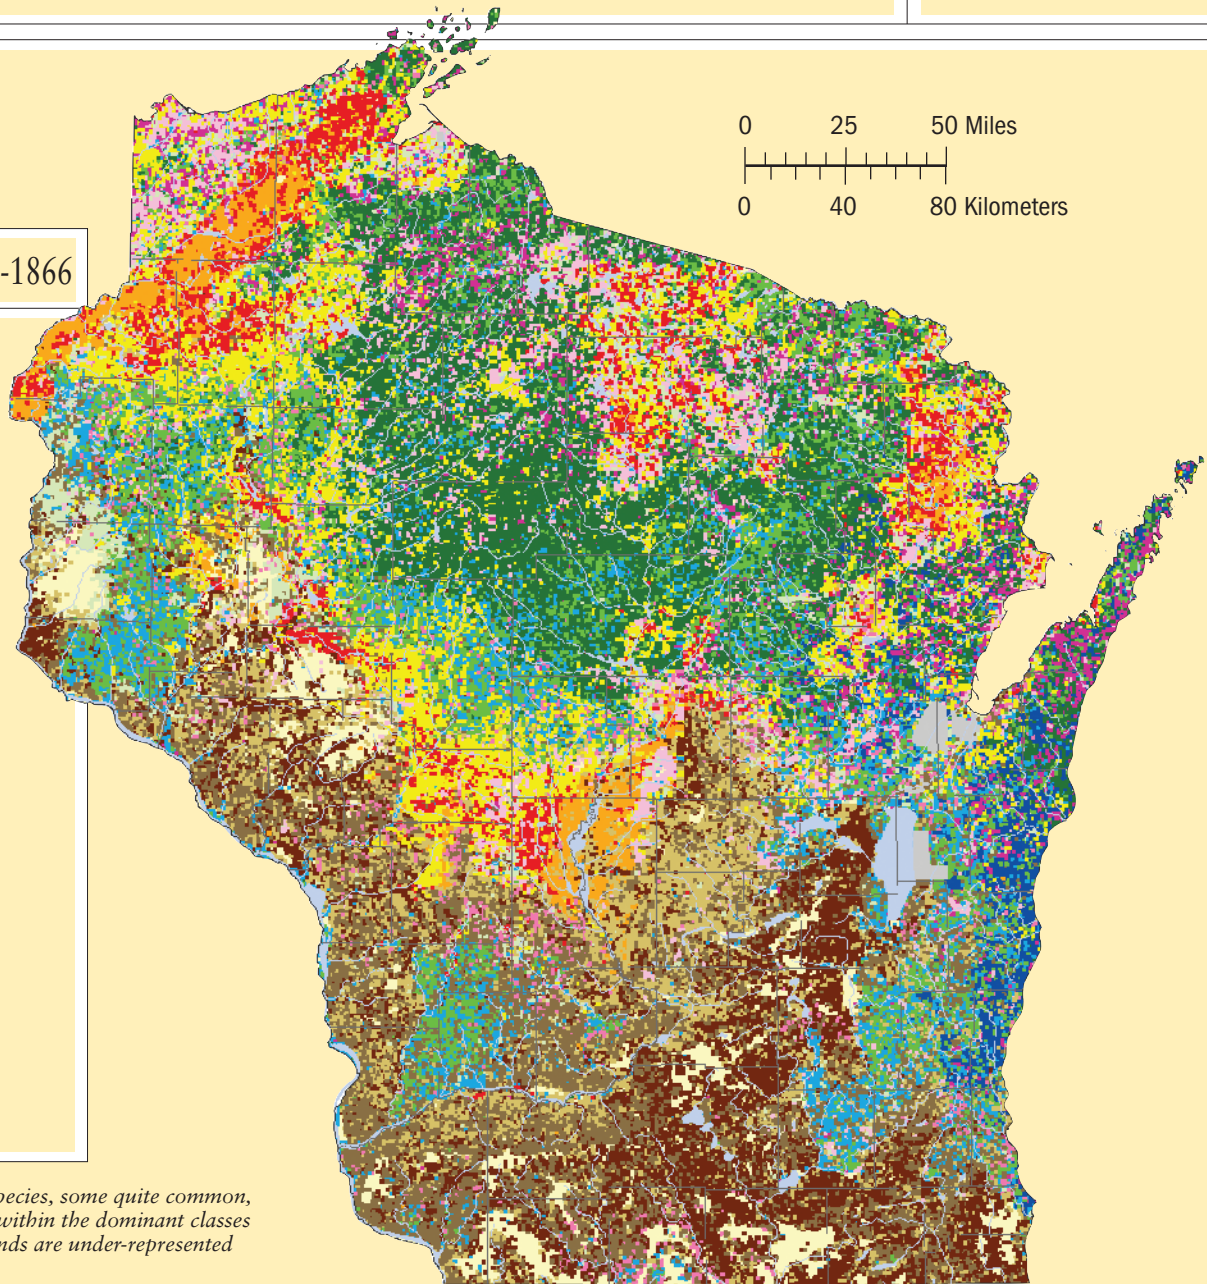 0 25 50 Miles
0 40 80 Kilometers
-1866
pecies, some quite common,
within the dominant classes
nds are under-represented